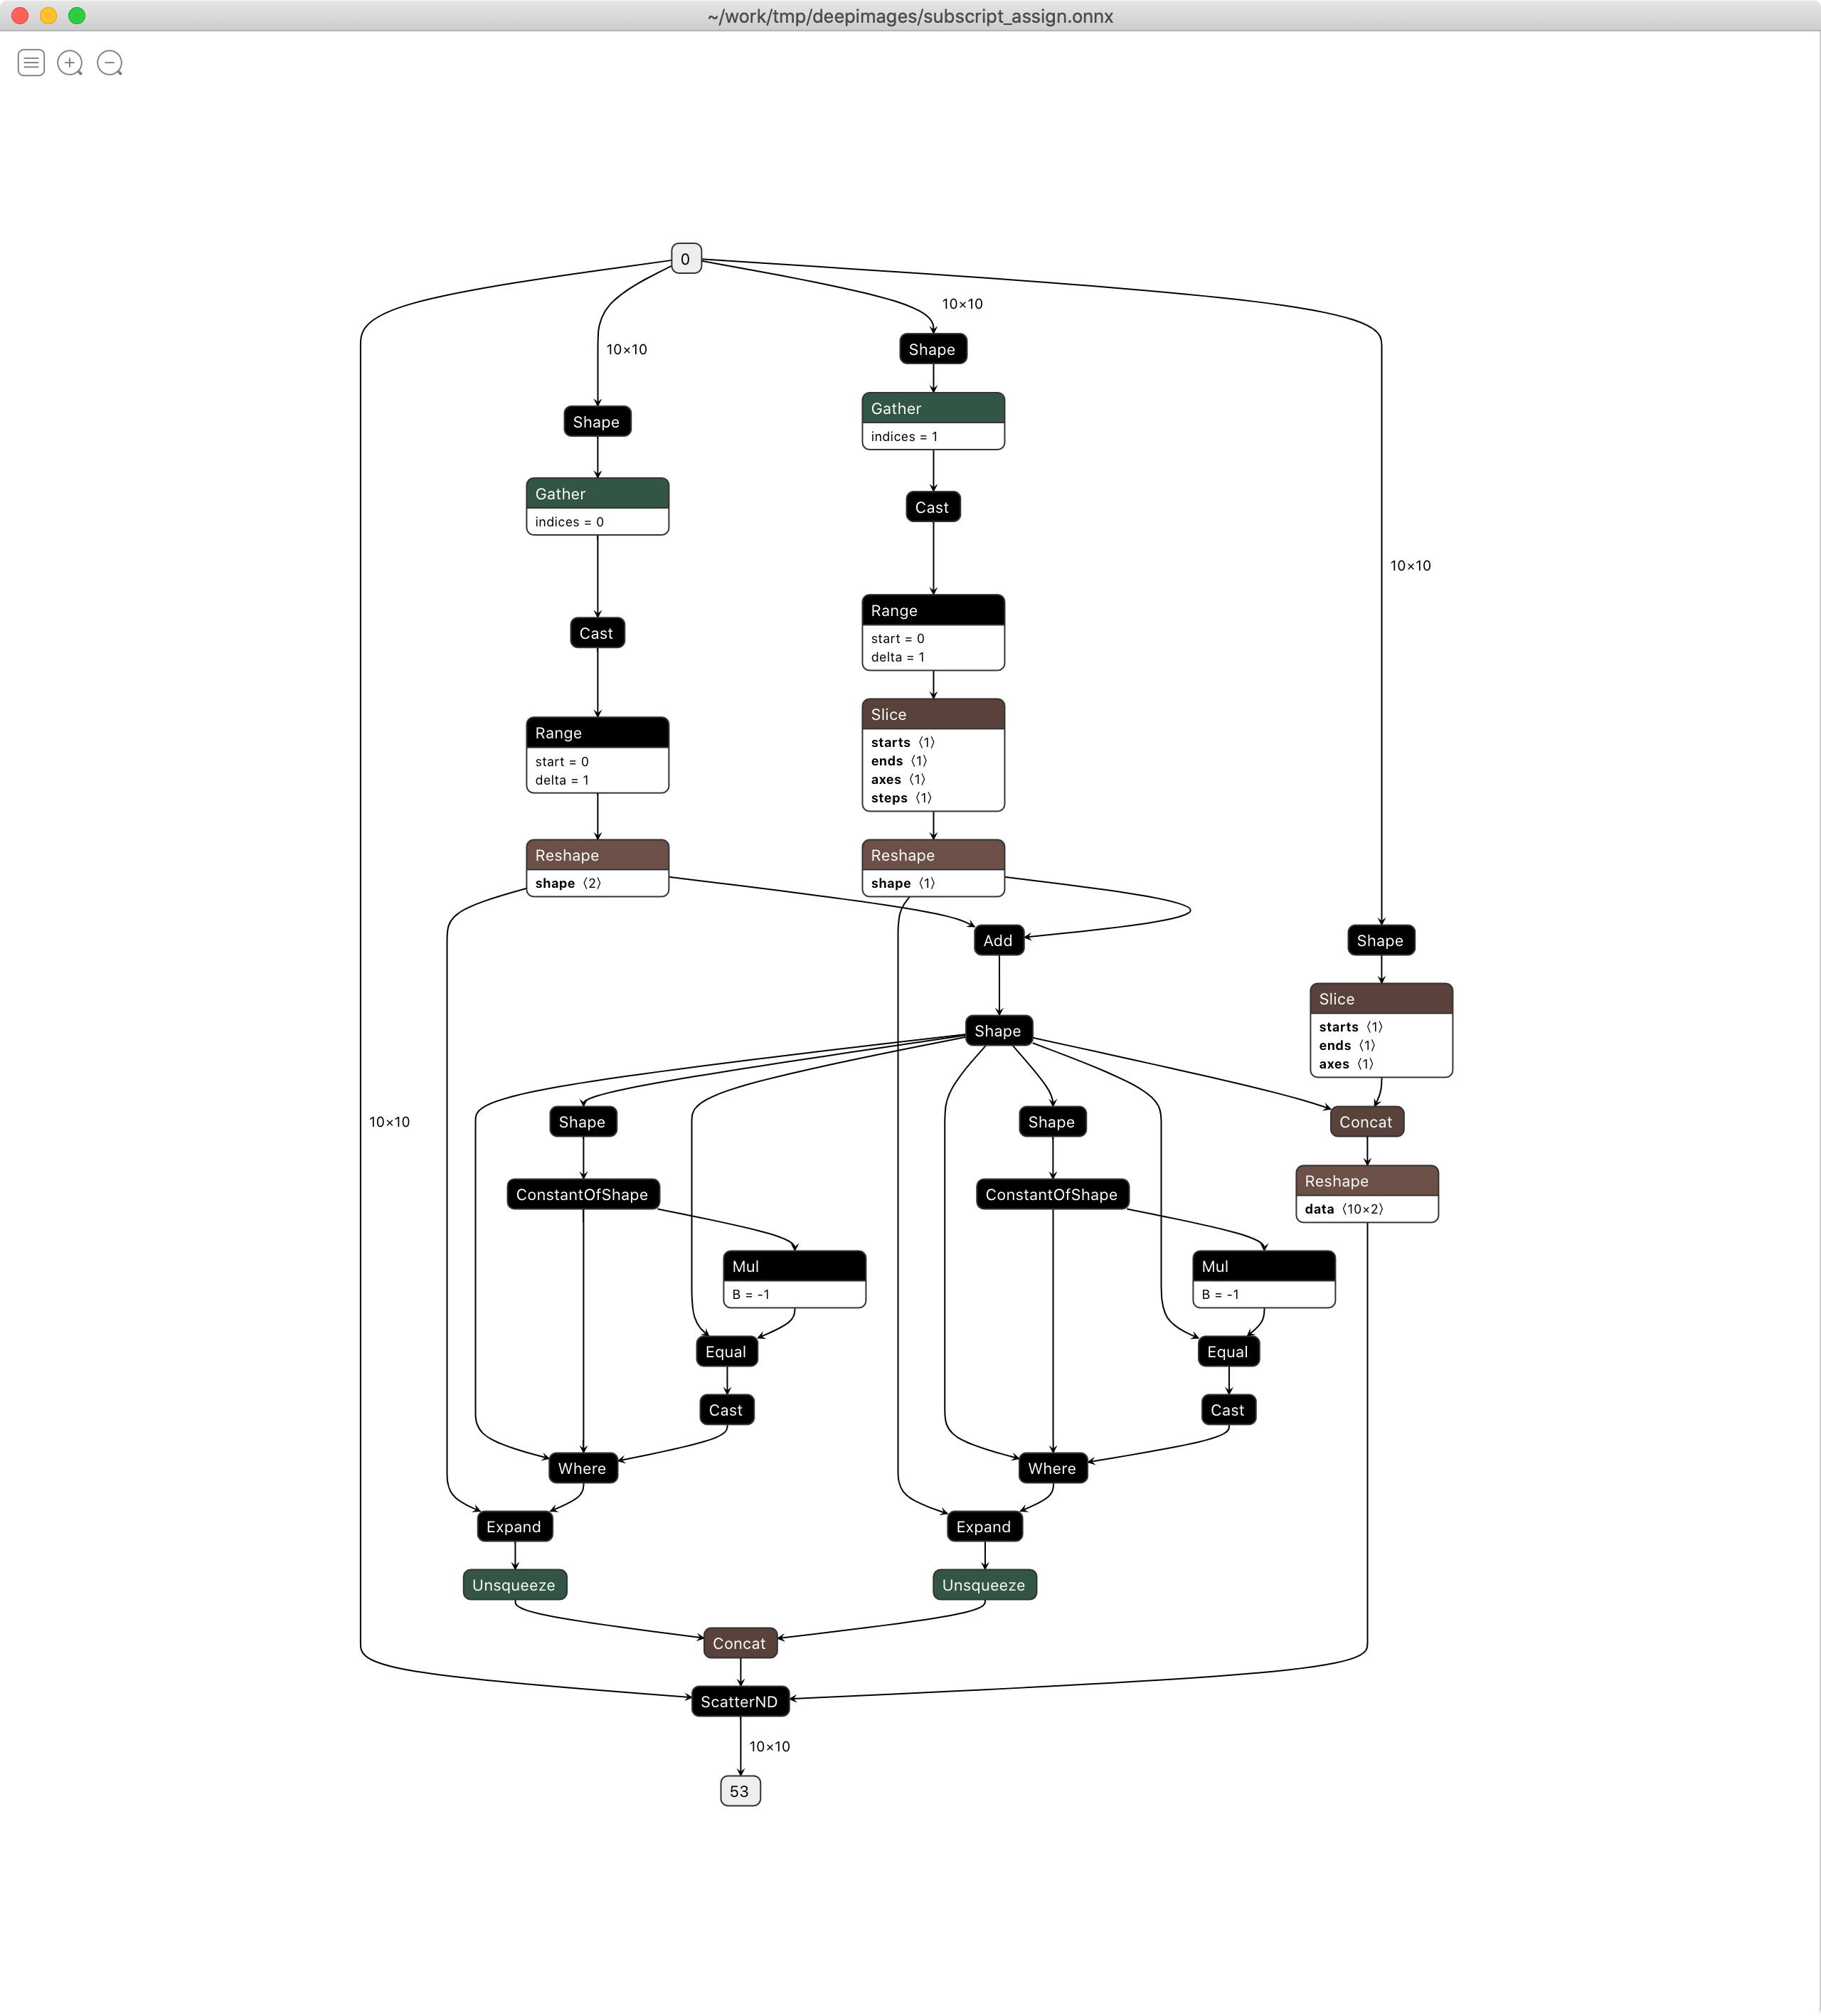 ~/work/tmp/deepimages/subscript_assign.onnx
0
10×10
10×10
Shape
Gather
indices = 1
Shape
Cast
Gather
indices = 0
10×10
Range
start = 0
delta = 1
Cast
Slice
starts ⟨1⟩
ends ⟨1⟩
axes ⟨1⟩
steps ⟨1⟩
Range
start = 0
delta = 1
Reshape
shape ⟨2⟩
Reshape
shape ⟨1⟩
Add
Shape
Slice
starts ⟨1⟩
ends ⟨1⟩
axes ⟨1⟩
Shape
10×10
Shape
Shape
Concat
ConstantOfShape
ConstantOfShape
Reshape
data ⟨10×2⟩
Mul
B = -1
Mul
B = -1
Equal
Equal
Cast
Cast
Where
Where
Expand
Expand
Unsqueeze
Unsqueeze
Concat
ScatterND
10×10
53